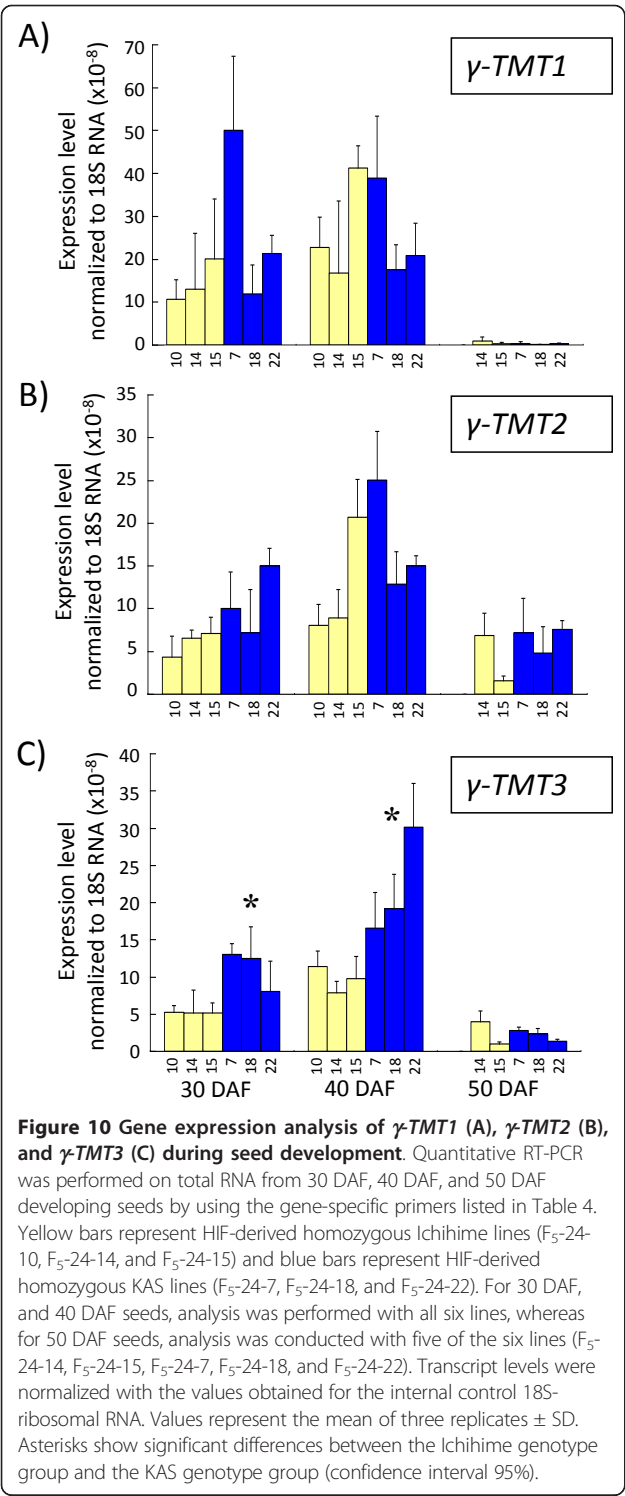 A)
γ-TMT1
Expression level
normalized to 18S RNA (x10-8)
70
60
50
40
30
20
10
0
10 14 15 7 18 22 10 14 15 7 18 22 14 15 7 18 22
B)
γ-TMT2
Expression level
normalized to 18S RNA (x10-8)
35
30
25
20
15
10
5
0
10 14 15 7 18 22 10 14 15 7 18 22 14 15 7 18 22
C)
γ-TMT3
Expression level
normalized to 18S RNA (x10-8)
40
35
30
25
20
15
10
5
0
* *
10 14 15 7 18 22 10 14 15 7 18 22 14 15 7 18 22
30 DAF 40 DAF 50 DAF
Figure 10 Gene expression analysis of γ-TMT1 (A), γ-TMT2 (B),
and γ-TMT3 (C) during seed development. Quantitative RT-PCR
was performed on total RNA from 30 DAF, 40 DAF, and 50 DAF
developing seeds by using the gene-specific primers listed in Table 4.
Yellow bars represent HIF-derived homozygous Ichihime lines (F5-24-
10, F5-24-14, and F5-24-15) and blue bars represent HIF-derived
homozygous KAS lines (F5-24-7, F5-24-18, and F5-24-22). For 30 DAF,
and 40 DAF seeds, analysis was performed with all six lines, whereas
for 50 DAF seeds, analysis was conducted with five of the six lines (F5-
24-14, F5-24-15, F5-24-7, F5-24-18, and F5-24-22). Transcript levels were
normalized with the values obtained for the internal control 18S-
ribosomal RNA. Values represent the mean of three replicates ± SD.
Asterisks show significant differences between the Ichihime genotype
group and the KAS genotype group (confidence interval 95%).